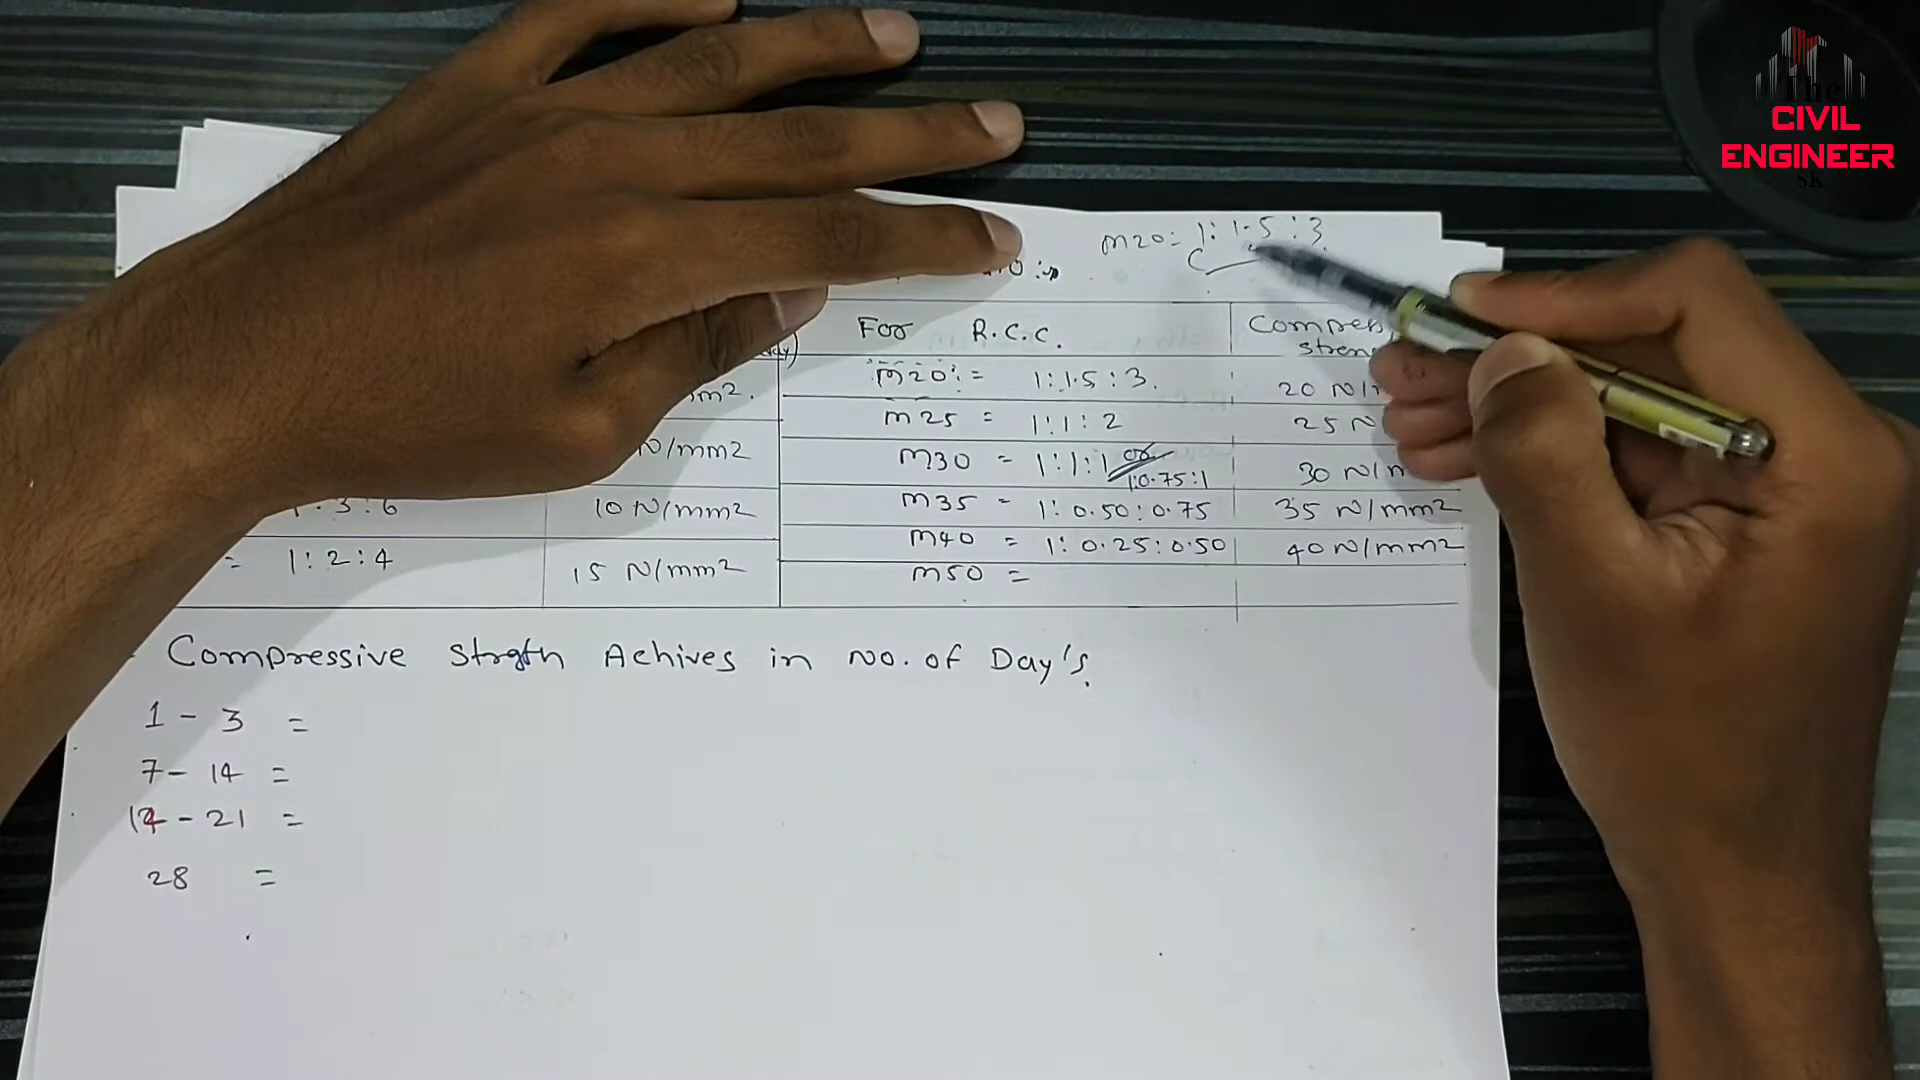 The
CIVIL
ENGINEER
SK
M20 = 1:1.5:3
C
For R.C.C.
M20 = 1:1.5:3.
20 N/
mm2.
M25 = 1:1:2
25 N
N/mm2
M30 = 1:1:1 or
1:0.75:1
30 N/m
1:3:6
10 N/mm2
M35 = 1:0.50:0.75
35 N/mm2
= 1:2:4
15 N/mm2
M40 = 1:0.25:0.50
40 N/mm2
M50 =
Compressive Strgth Achives in No. of Day's.
1 - 3 =
7 - 14 =
14 - 21 =
28 =